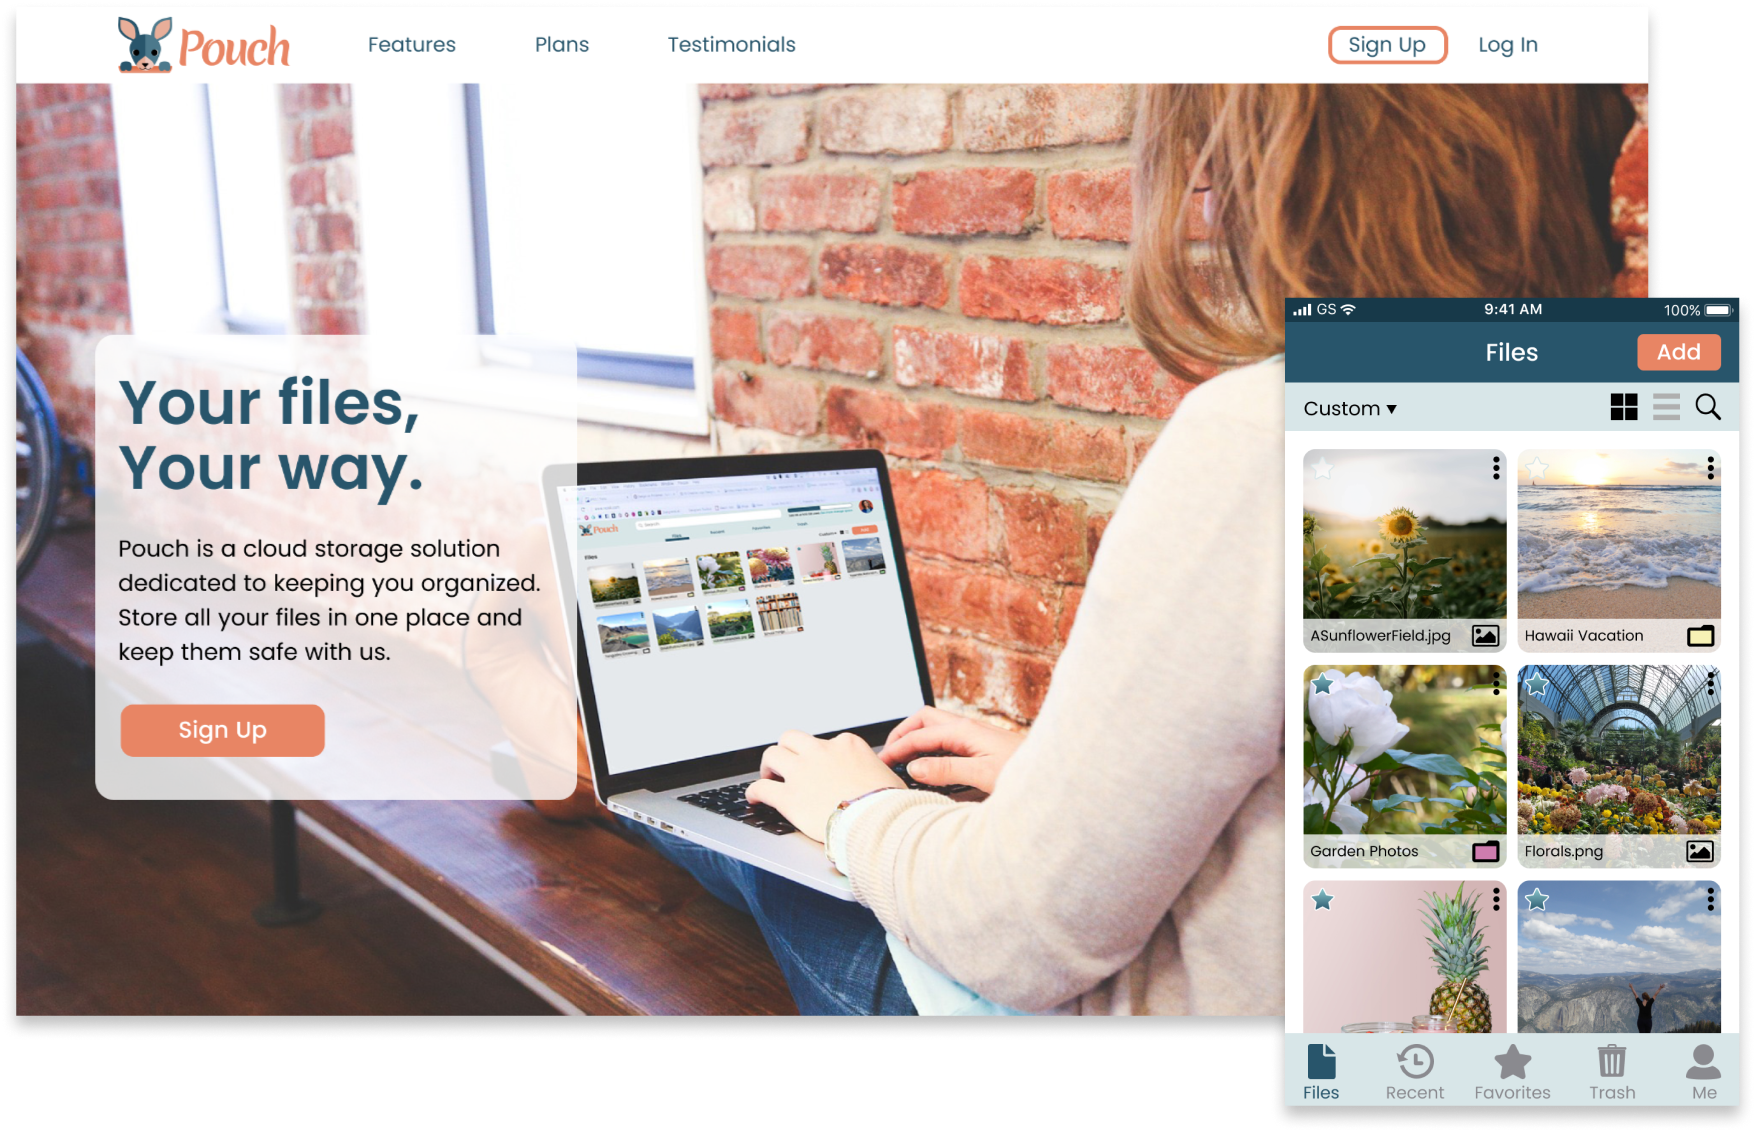 Pouch
Features
Plans
Testimonials
Sign Up
Log In
Your files,
Your way.
Pouch is a cloud storage solution
dedicated to keeping you organized.
Store all your files in one place and
keep them safe with us.
Sign Up
Pouch
Files
GS
9:41 AM
100%
Files
Add
Custom
ASunflowerField.jpg
Hawaii Vacation
Garden Photos
Florals.png
Files
Recent
Favorites
Trash
Me